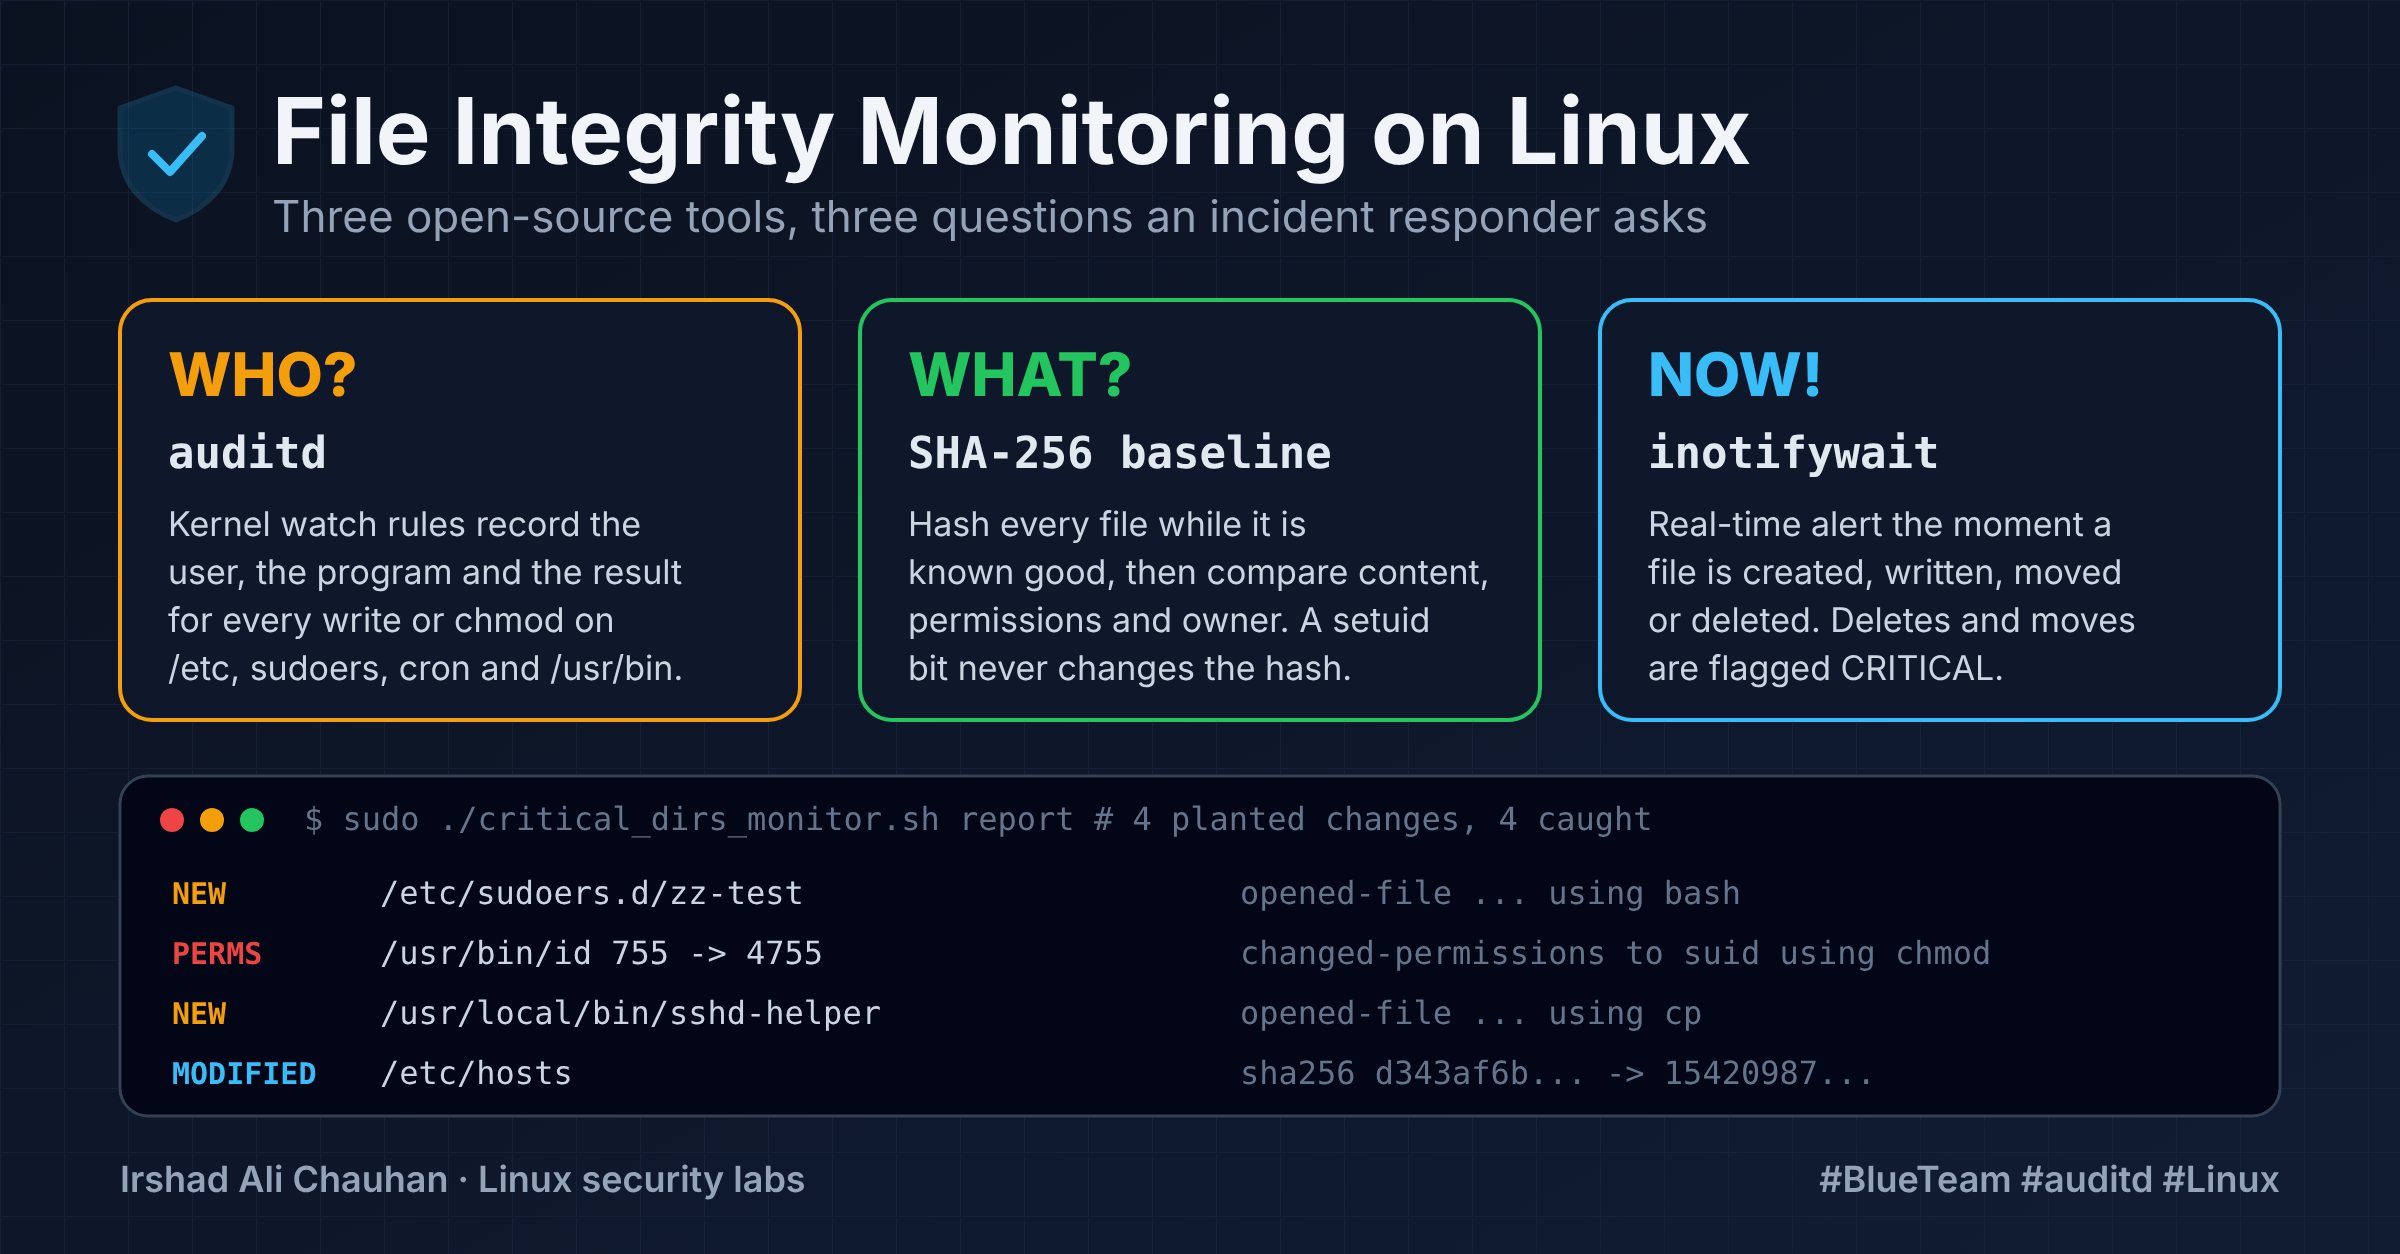 File Integrity Monitoring on Linux
Three open-source tools, three questions an incident responder asks
WHO?
auditd
Kernel watch rules record the
user, the program and the result
for every write or chmod on
/etc, sudoers, cron and /usr/bin.
WHAT?
SHA-256 baseline
Hash every file while it is
known good, then compare content,
permissions and owner. A setuid
bit never changes the hash.
NOW!
inotifywait
Real-time alert the moment a
file is created, written, moved
or deleted. Deletes and moves
are flagged CRITICAL.
$ sudo ./critical_dirs_monitor.sh report # 4 planted changes, 4 caught
NEW /etc/sudoers.d/zz-test opened-file ... using bash
PERMS /usr/bin/id 755 -> 4755 changed-permissions to suid using chmod
NEW /usr/local/bin/sshd-helper opened-file ... using cp
MODIFIED /etc/hosts sha256 d343af6b... -> 15420987...
Irshad Ali Chauhan · Linux security labs
#BlueTeam #auditd #Linux